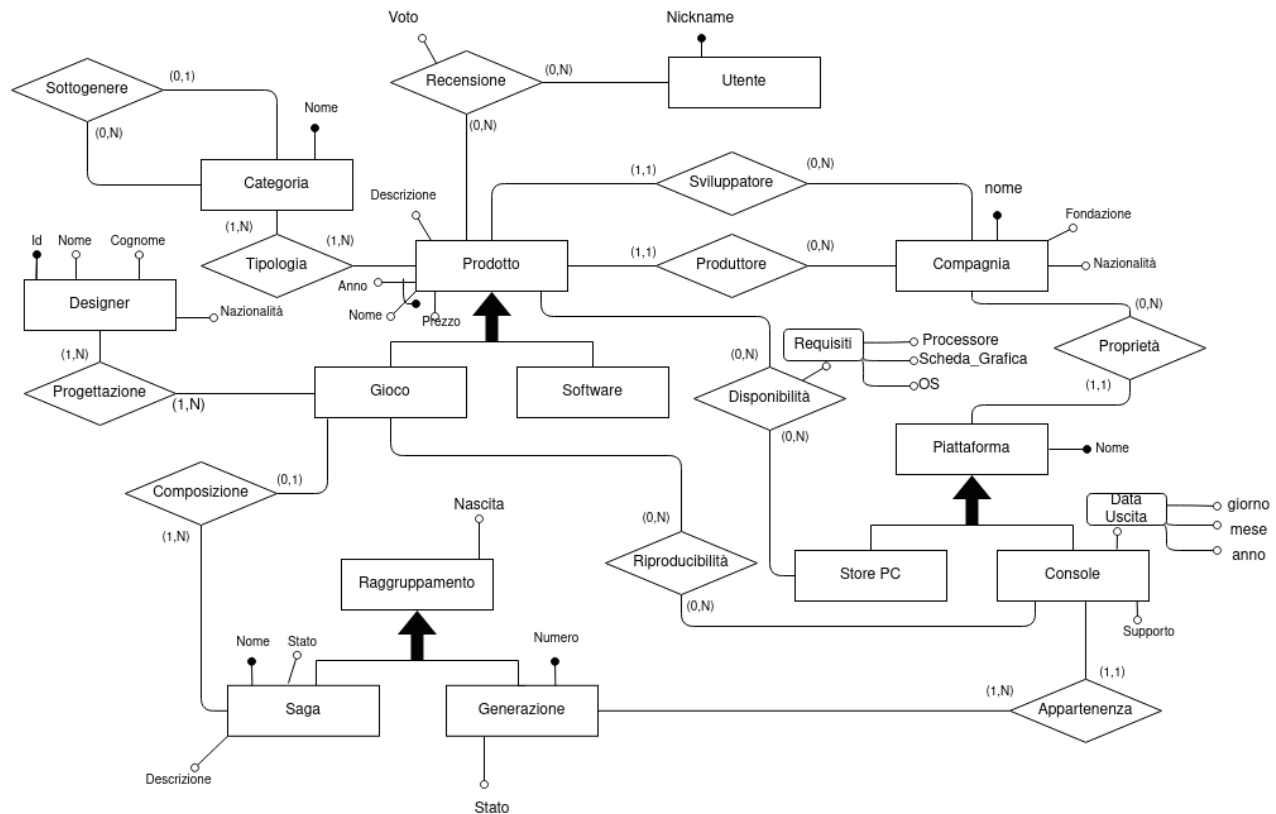 Voto
Nickname
Sottogenere
(0,1)
Recensione
(0,N)
Utente
Nome
(0,N)
(0,N)
Categoria
(1,1)
Sviluppatore
(0,N)
nome
Descrizione
Fondazione
(1,N)
(1,N)
Id
Nome
Cognome
Tipologia
Prodotto
(1,1)
Produttore
(0,N)
Compagnia
Nazionalità
Anno
Designer
Nazionalità
Nome
Prezzo
(0,N)
Requisiti
Processore
Scheda_Grafica
OS
Proprietà
(1,N)
(0,N)
Progettazione
(1,N)
Gioco
Software
Disponibilità
(1,1)
(0,N)
Piattaforma
Nome
Composizione
(0,1)
Nascita
Data
Uscita
giorno
mese
anno
(1,N)
(0,N)
Raggruppamento
Riproducibilità
Store PC
Console
(0,N)
Supporto
Nome
Stato
Numero
(1,1)
(1,N)
Saga
Generazione
Appartenenza
Descrizione
Stato